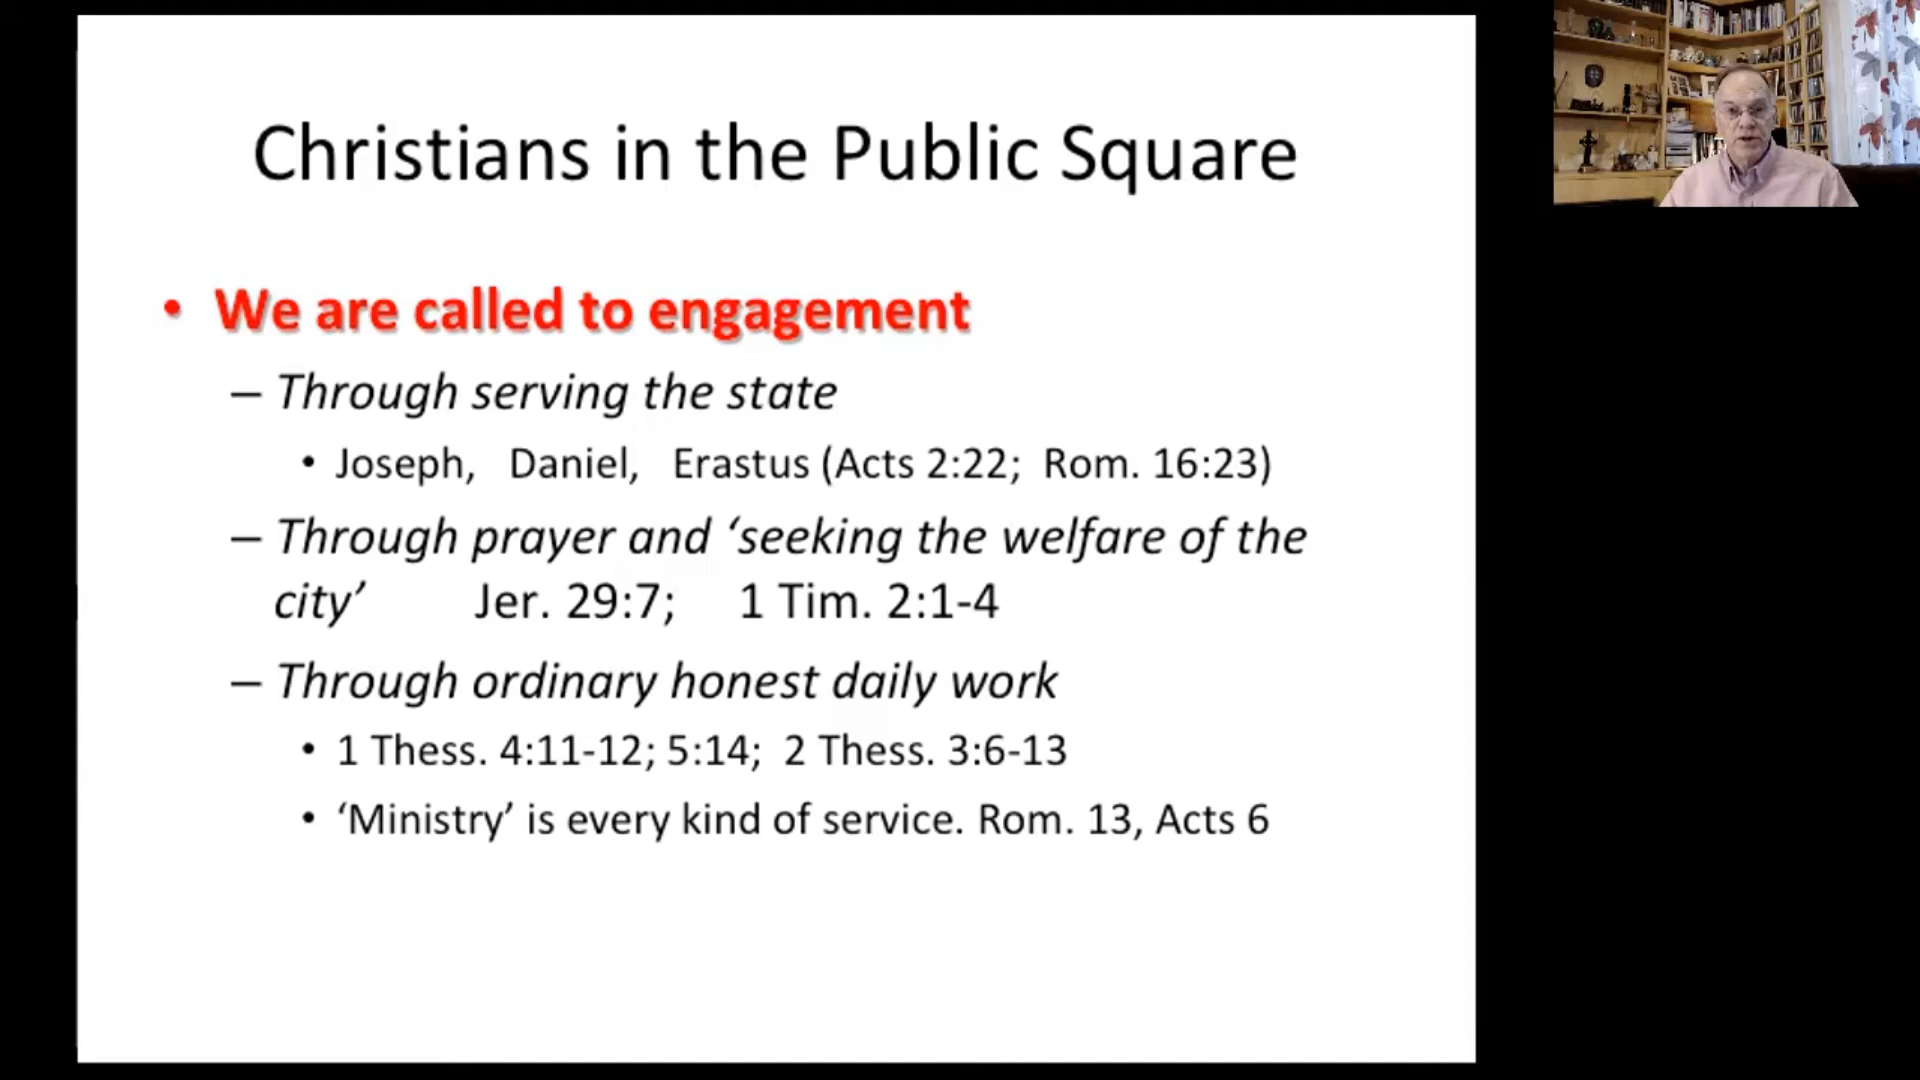 Christians in the Public Square
• We are called to engagement
– Through serving the state
• Joseph, Daniel, Erastus (Acts 2:22; Rom. 16:23)
– Through prayer and ‘seeking the welfare of the
city’ Jer. 29:7; 1 Tim. 2:1-4
– Through ordinary honest daily work
• 1 Thess. 4:11-12; 5:14; 2 Thess. 3:6-13
• ‘Ministry’ is every kind of service. Rom. 13, Acts 6